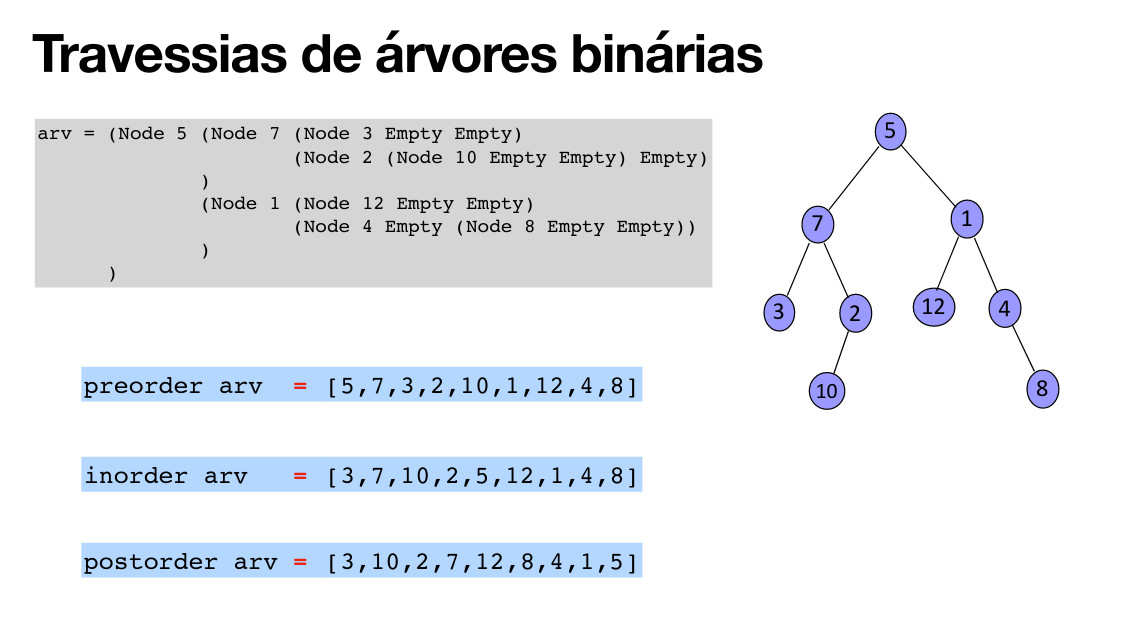 Travessias de árvores binárias
arv = (Node 5 (Node 7 (Node 3 Empty Empty)
                      (Node 2 (Node 10 Empty Empty) Empty)
              )
              (Node 1 (Node 12 Empty Empty)
                      (Node 4 Empty (Node 8 Empty Empty))
              )
      )
5
7
1
3
2
12
4
10
8
preorder arv  = [5,7,3,2,10,1,12,4,8]
inorder arv   = [3,7,10,2,5,12,1,4,8]
postorder arv = [3,10,2,7,12,8,4,1,5]